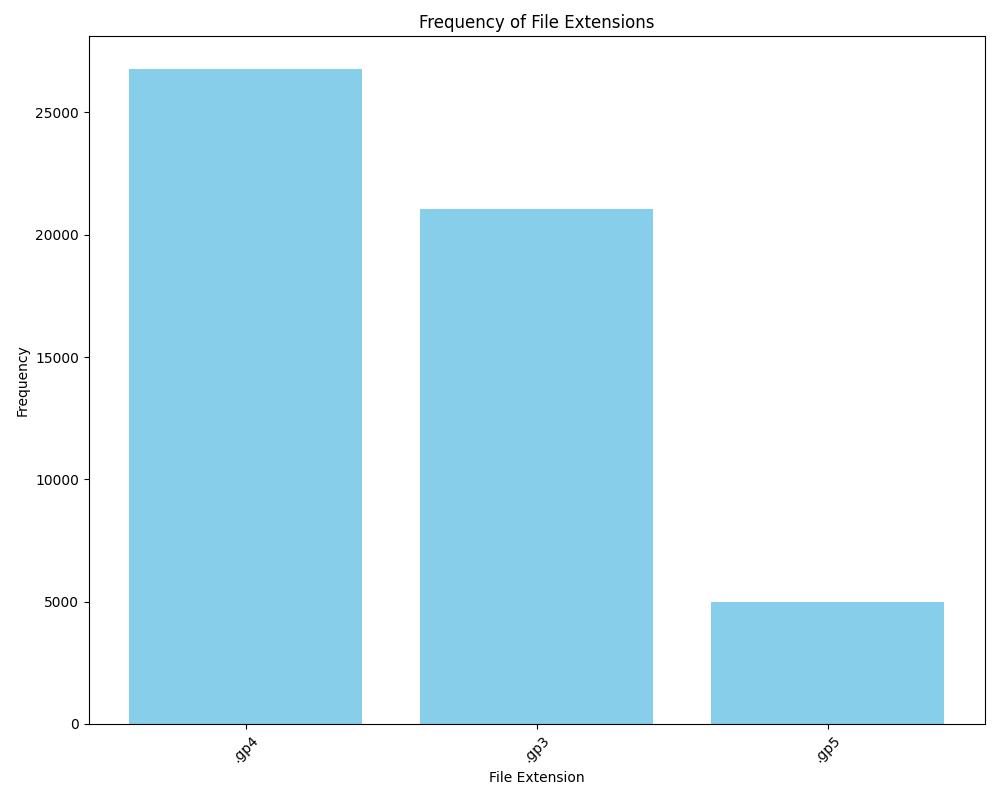 Frequency of File Extensions
25000
20000
15000
10000
5000
0
Frequency
.gp4
.gp3
.gp5
File Extension